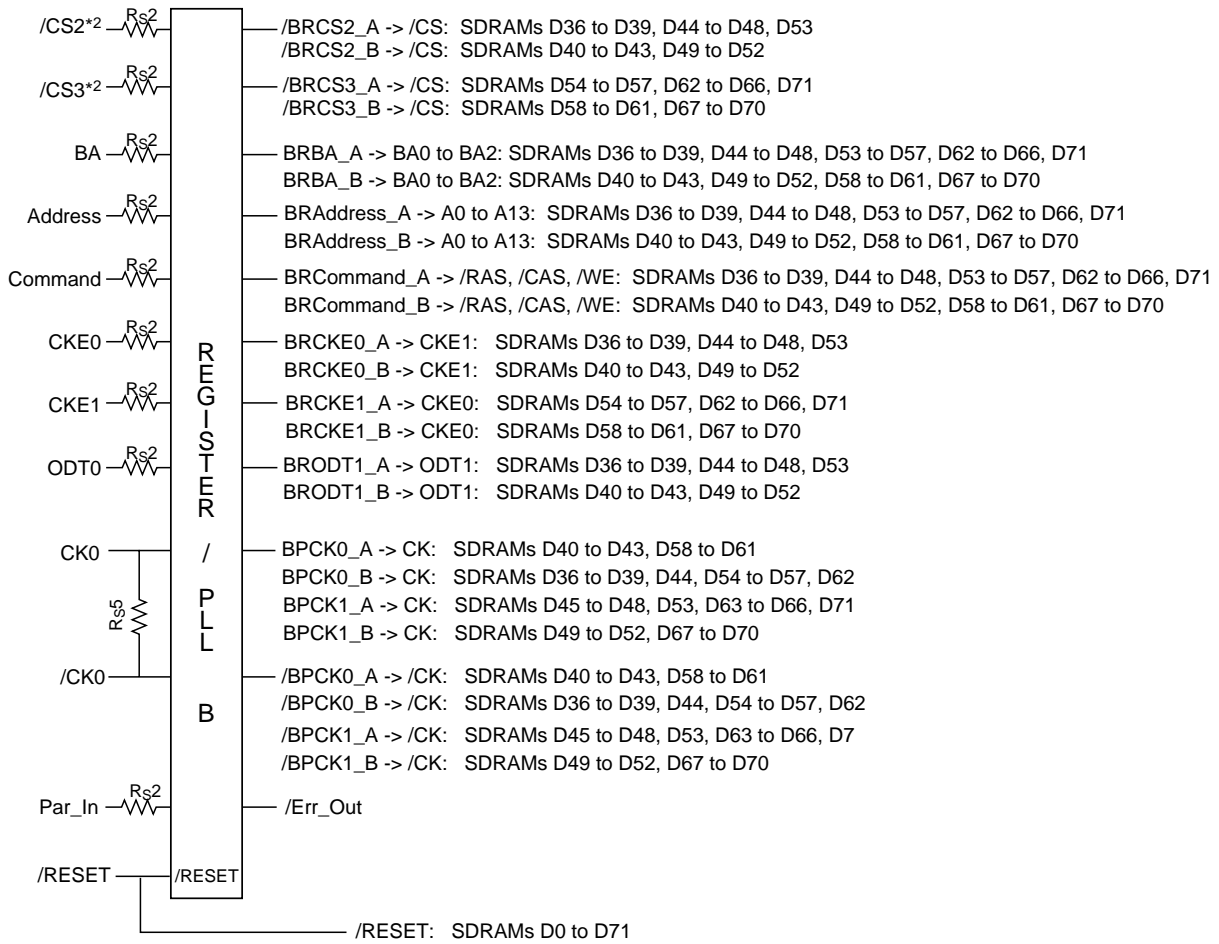 /CS2*2 Rs2 /BRCS2_A -> /CS: SDRAMs D36 to D39, D44 to D48, D53
/BRCS2_B -> /CS: SDRAMs D40 to D43, D49 to D52
/CS3*2 Rs2 /BRCS3_A -> /CS: SDRAMs D54 to D57, D62 to D66, D71
/BRCS3_B -> /CS: SDRAMs D58 to D61, D67 to D70
BA Rs2 BRBA_A -> BA0 to BA2: SDRAMs D36 to D39, D44 to D48, D53 to D57, D62 to D66, D71
BRBA_B -> BA0 to BA2: SDRAMs D40 to D43, D49 to D52, D58 to D61, D67 to D70
Address Rs2 BRAddress_A -> A0 to A13: SDRAMs D36 to D39, D44 to D48, D53 to D57, D62 to D66, D71
BRAddress_B -> A0 to A13: SDRAMs D40 to D43, D49 to D52, D58 to D61, D67 to D70
Command Rs2 BRCommand_A -> /RAS, /CAS, /WE: SDRAMs D36 to D39, D44 to D48, D53 to D57, D62 to D66, D71
BRCommand_B -> /RAS, /CAS, /WE: SDRAMs D40 to D43, D49 to D52, D58 to D61, D67 to D70
CKE0 Rs2 BRCKE0_A -> CKE1: SDRAMs D36 to D39, D44 to D48, D53
BRCKE0_B -> CKE1: SDRAMs D40 to D43, D49 to D52
CKE1 Rs2 BRCKE1_A -> CKE0: SDRAMs D54 to D57, D62 to D66, D71
BRCKE1_B -> CKE0: SDRAMs D58 to D61, D67 to D70
ODT0 Rs2 BRODT1_A -> ODT1: SDRAMs D36 to D39, D44 to D48, D53
BRODT1_B -> ODT1: SDRAMs D40 to D43, D49 to D52
REGISTER / PLL B
CK0 BPCK0_A -> CK: SDRAMs D40 to D43, D58 to D61
BPCK0_B -> CK: SDRAMs D36 to D39, D44, D54 to D57, D62
Rs5 BPCK1_A -> CK: SDRAMs D45 to D48, D53, D63 to D66, D71
BPCK1_B -> CK: SDRAMs D49 to D52, D67 to D70
/CK0 /BPCK0_A -> /CK: SDRAMs D40 to D43, D58 to D61
/BPCK0_B -> /CK: SDRAMs D36 to D39, D44, D54 to D57, D62
/BPCK1_A -> /CK: SDRAMs D45 to D48, D53, D63 to D66, D7
/BPCK1_B -> /CK: SDRAMs D49 to D52, D67 to D70
Par_In Rs2 /Err_Out
/RESET /RESET
/RESET: SDRAMs D0 to D71